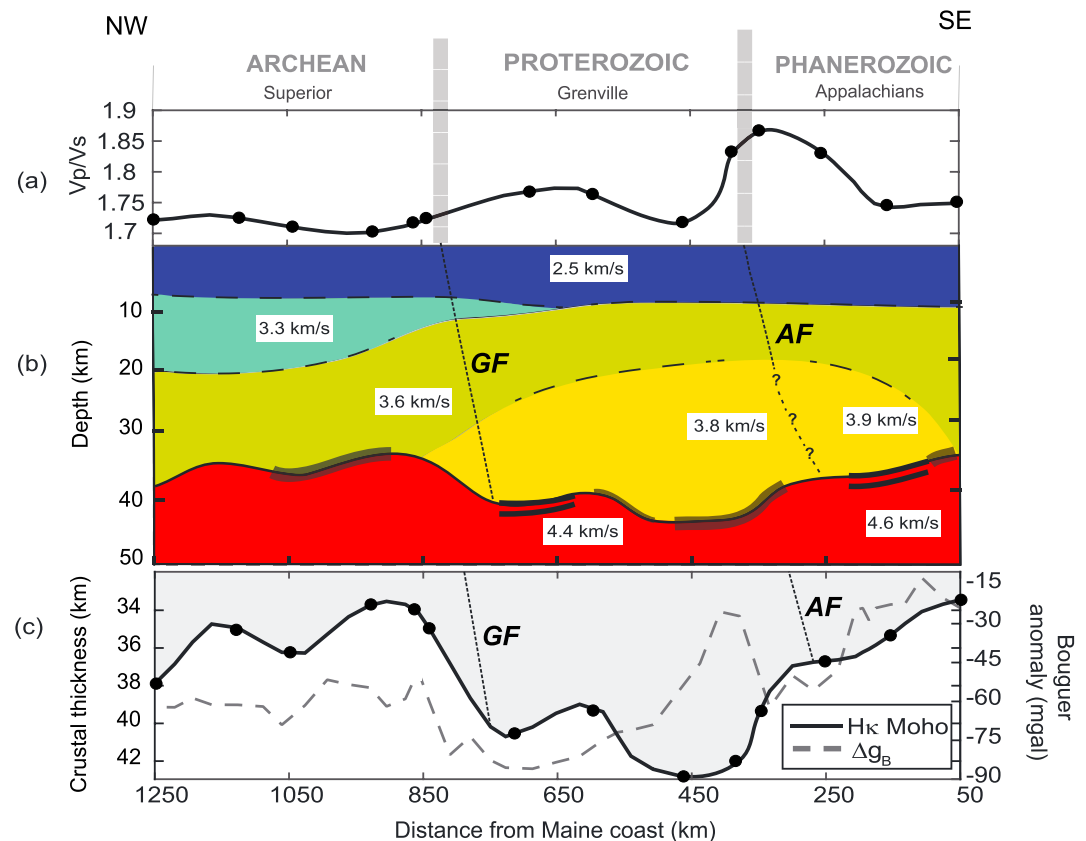 NW
SE
ARCHEAN
PROTEROZOIC
PHANEROZOIC
Superior
Grenville
Appalachians
(a)
Vp/Vs
1.9
1.85
1.8
1.75
1.7
(b)
Depth (km)
10
20
30
40
50
2.5 km/s
3.3 km/s
GF
AF
3.6 km/s
3.8 km/s
3.9 km/s
?
?
?
4.4 km/s
4.6 km/s
(c)
Crustal thickness (km)
34
36
38
40
42
GF
AF
-15
-30
-45
-60
-75
-90
Bouguer
anomaly (mgal)
Hκ Moho
Δg_B
1250
1050
850
650
450
250
50
Distance from Maine coast (km)